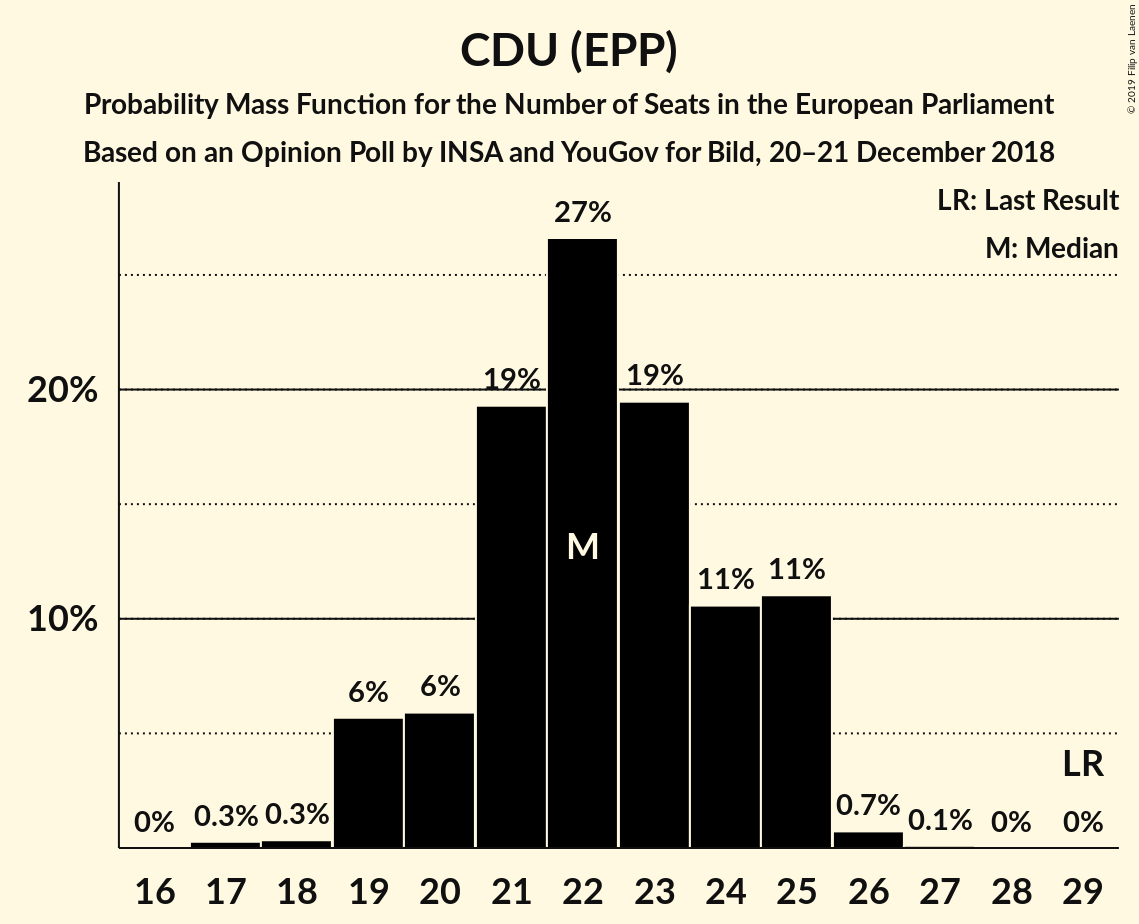 CDU (EPP)
Probability Mass Function for the Number of Seats in the European Parliament
Based on an Opinion Poll by INSA and YouGov for Bild, 20–21 December 2018
© 2019 Filip van Laenen
LR: Last Result
M: Median
20%
10%
0%
0.3%
0.3%
6%
6%
19%
27%
19%
11%
11%
0.7%
0.1%
0%
0%
M
LR
16 17 18 19 20 21 22 23 24 25 26 27 28 29